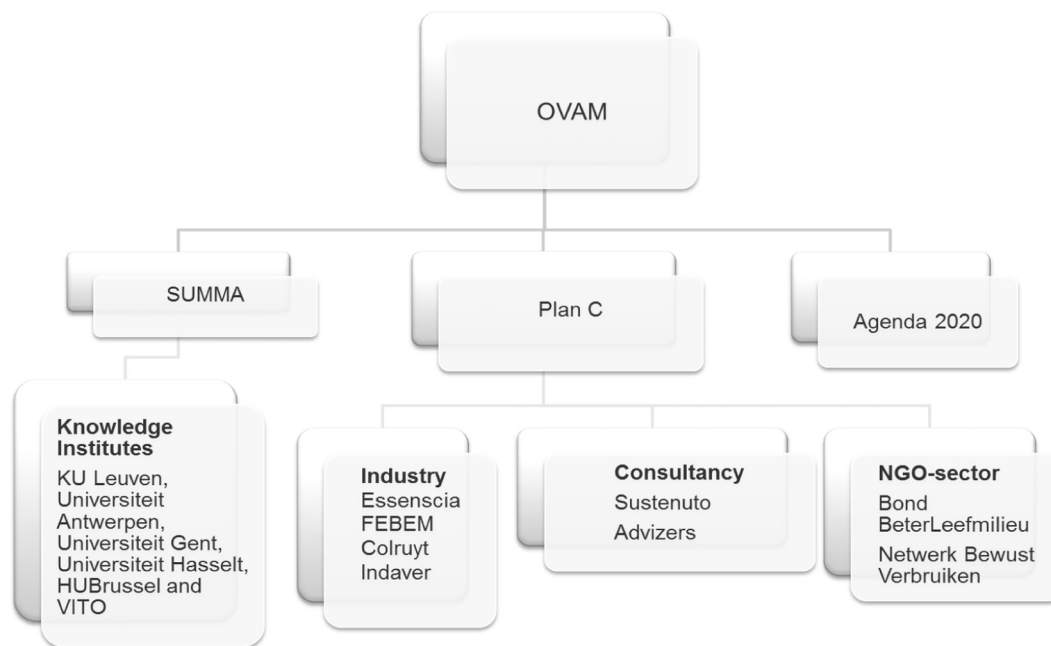 OVAM
SUMMA
Plan C
Agenda 2020
Knowledge
Institutes
KU Leuven,
Universiteit
Antwerpen,
Universiteit Gent,
Universiteit Hasselt,
HUBrussel and
VITO
Industry
Essenscia
FEBEM
Colruyt
Indaver
Consultancy
Sustenuto
Advizers
NGO-sector
Bond
BeterLeefmilieu
Netwerk Bewust
Verbruiken